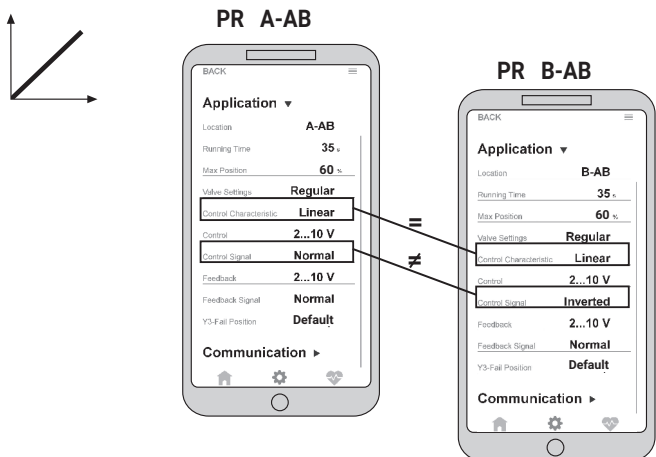 PR A-AB
BACK
Application ▼
Location A-AB
Running Time 35 s
Max Position 60 %
Valve Settings Regular
Control Characteristic Linear
Control 2...10 V
Control Signal Normal
Feedback 2...10 V
Feedback Signal Normal
Y3-Fail Position Default
Communication ►
=
≠
PR B-AB
BACK
Application ▼
Location B-AB
Running Time 35 s
Max Position 60 %
Valve Settings Regular
Control Characteristic Linear
Control 2...10 V
Control Signal Inverted
Feedback 2...10 V
Feedback Signal Normal
Y3-Fail Position Default
Communication ►